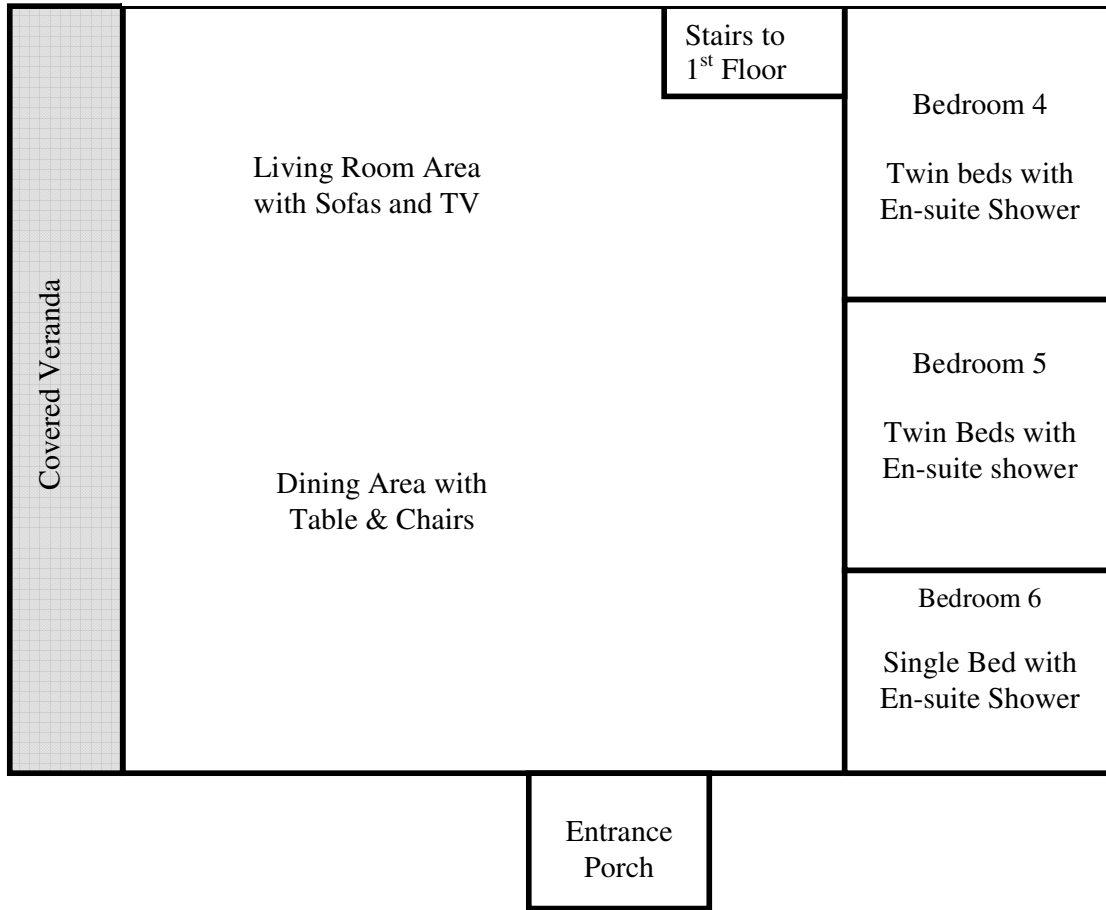 Stairs to
1st Floor
Bedroom 4
Twin beds with
En-suite Shower
Living Room Area
with Sofas and TV
Covered Veranda
Bedroom 5
Twin Beds with
En-suite shower
Dining Area with
Table & Chairs
Bedroom 6
Single Bed with
En-suite Shower
Entrance
Porch